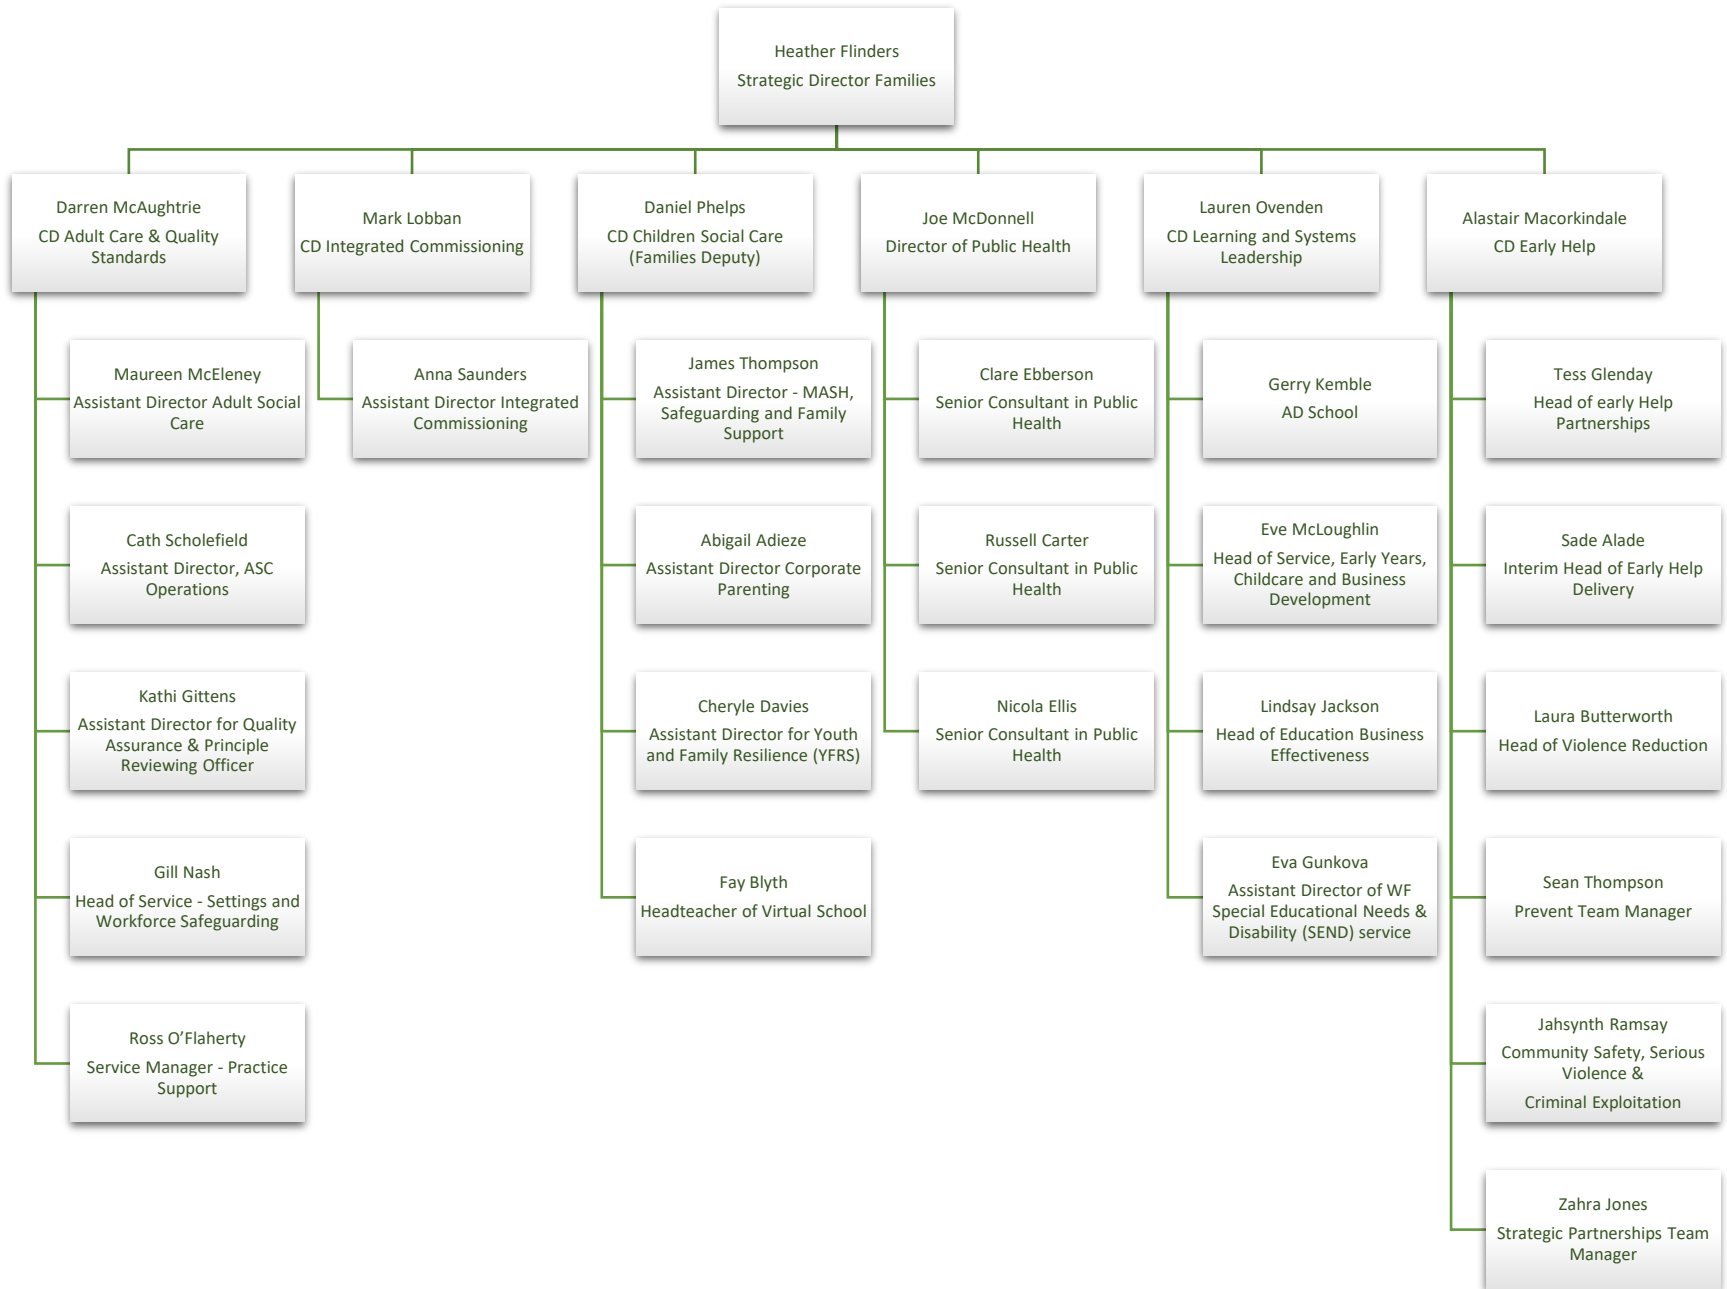 Heather Flinders
Strategic Director Families
Darren McAughtrie
CD Adult Care & Quality
Standards
Mark Lobban
CD Integrated Commissioning
Daniel Phelps
CD Children Social Care
(Families Deputy)
Joe McDonnell
Director of Public Health
Lauren Ovenden
CD Learning and Systems
Leadership
Alastair Macorkindale
CD Early Help
Maureen McEleney
Assistant Director Adult Social
Care
Cath Scholefield
Assistant Director, ASC
Operations
Kathi Gittens
Assistant Director for Quality
Assurance & Principle
Reviewing Officer
Gill Nash
Head of Service - Settings and
Workforce Safeguarding
Ross O’Flaherty
Service Manager - Practice
Support
Anna Saunders
Assistant Director Integrated
Commissioning
James Thompson
Assistant Director - MASH,
Safeguarding and Family
Support
Abigail Adieze
Assistant Director Corporate
Parenting
Cheryle Davies
Assistant Director for Youth
and Family Resilience (YFRS)
Fay Blyth
Headteacher of Virtual School
Clare Ebberson
Senior Consultant in Public
Health
Russell Carter
Senior Consultant in Public
Health
Nicola Ellis
Senior Consultant in Public
Health
Gerry Kemble
AD School
Eve McLoughlin
Head of Service, Early Years,
Childcare and Business
Development
Lindsay Jackson
Head of Education Business
Effectiveness
Eva Gunkova
Assistant Director of WF
Special Educational Needs &
Disability (SEND) service
Tess Glenday
Head of early Help
Partnerships
Sade Alade
Interim Head of Early Help
Delivery
Laura Butterworth
Head of Violence Reduction
Sean Thompson
Prevent Team Manager
Jahsynth Ramsay
Community Safety, Serious
Violence &
Criminal Exploitation
Zahra Jones
Strategic Partnerships Team
Manager